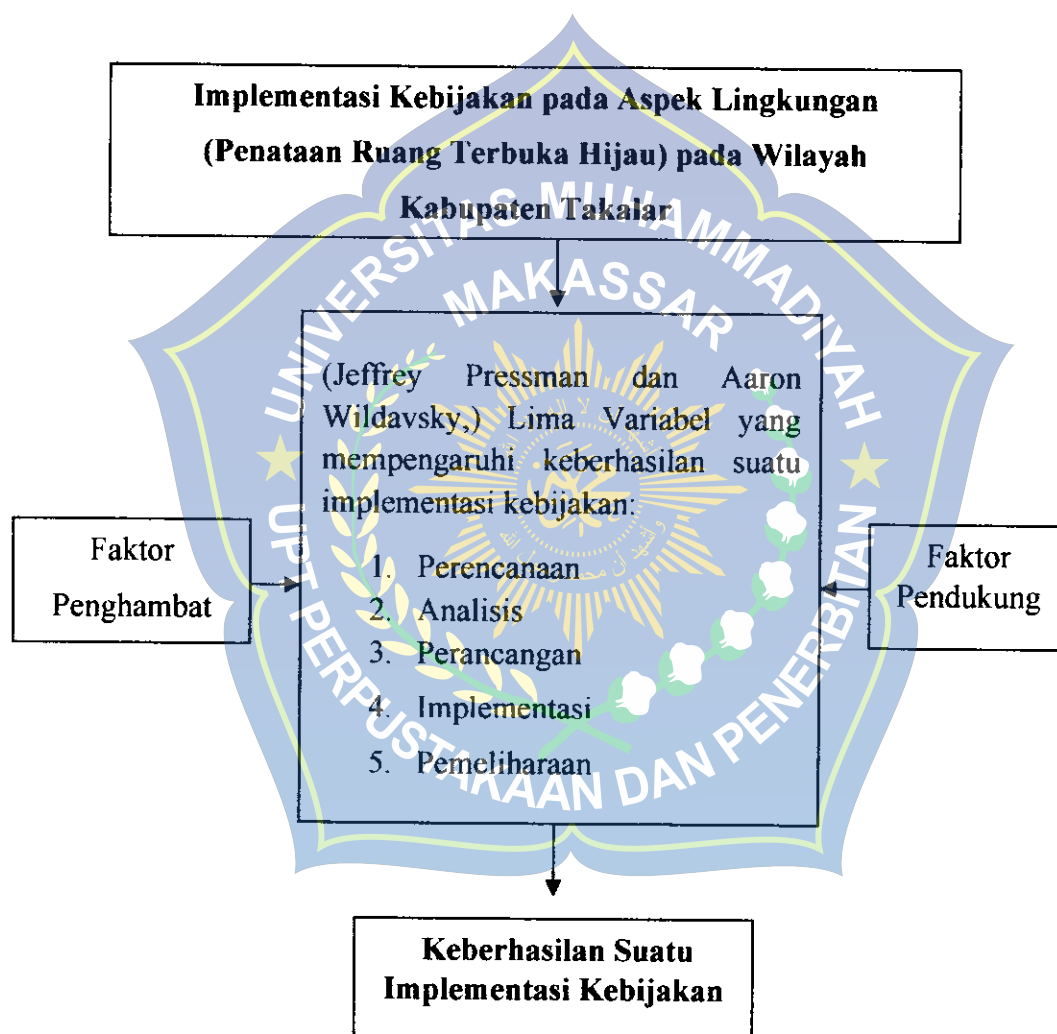 Implementasi Kebijakan pada Aspek Lingkungan
(Penataan Ruang Terbuka Hijau) pada Wilayah
Kabupaten Takalar
UNIVERSITAS MUHAMMADIYAH
MAKASSAR
(Jeffrey Pressman dan Aaron
Wildavsky,) Lima Variabel yang
mempengaruhi keberhasilan suatu
implementasi kebijakan:
1. Perencanaan
2. Analisis
3. Perancangan
4. Implementasi
5. Pemeliharaan
Faktor
Penghambat
Faktor
Pendukung
UPT PERPUSTAKAAN DAN PENERBITAN
Keberhasilan Suatu
Implementasi Kebijakan